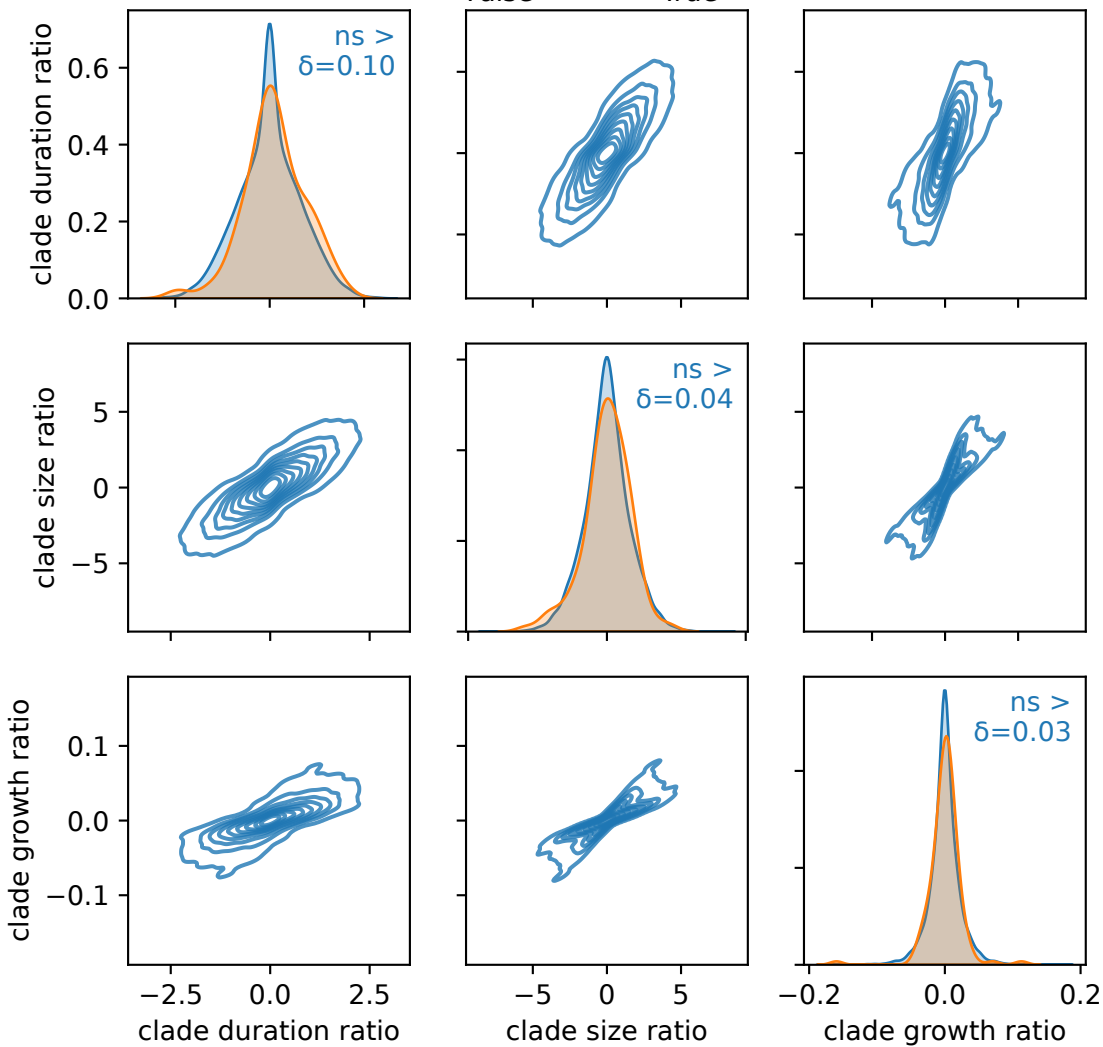 clade duration ratio
0.6
0.4
0.2
0.0
ns >
δ=0.10
clade size ratio
5
0
−5
ns >
δ=0.04
clade growth ratio
0.1
0.0
−0.1
ns >
δ=0.03
−2.5 0.0 2.5
−5 0 5
−0.2 0.0 0.2
clade duration ratio
clade size ratio
clade growth ratio